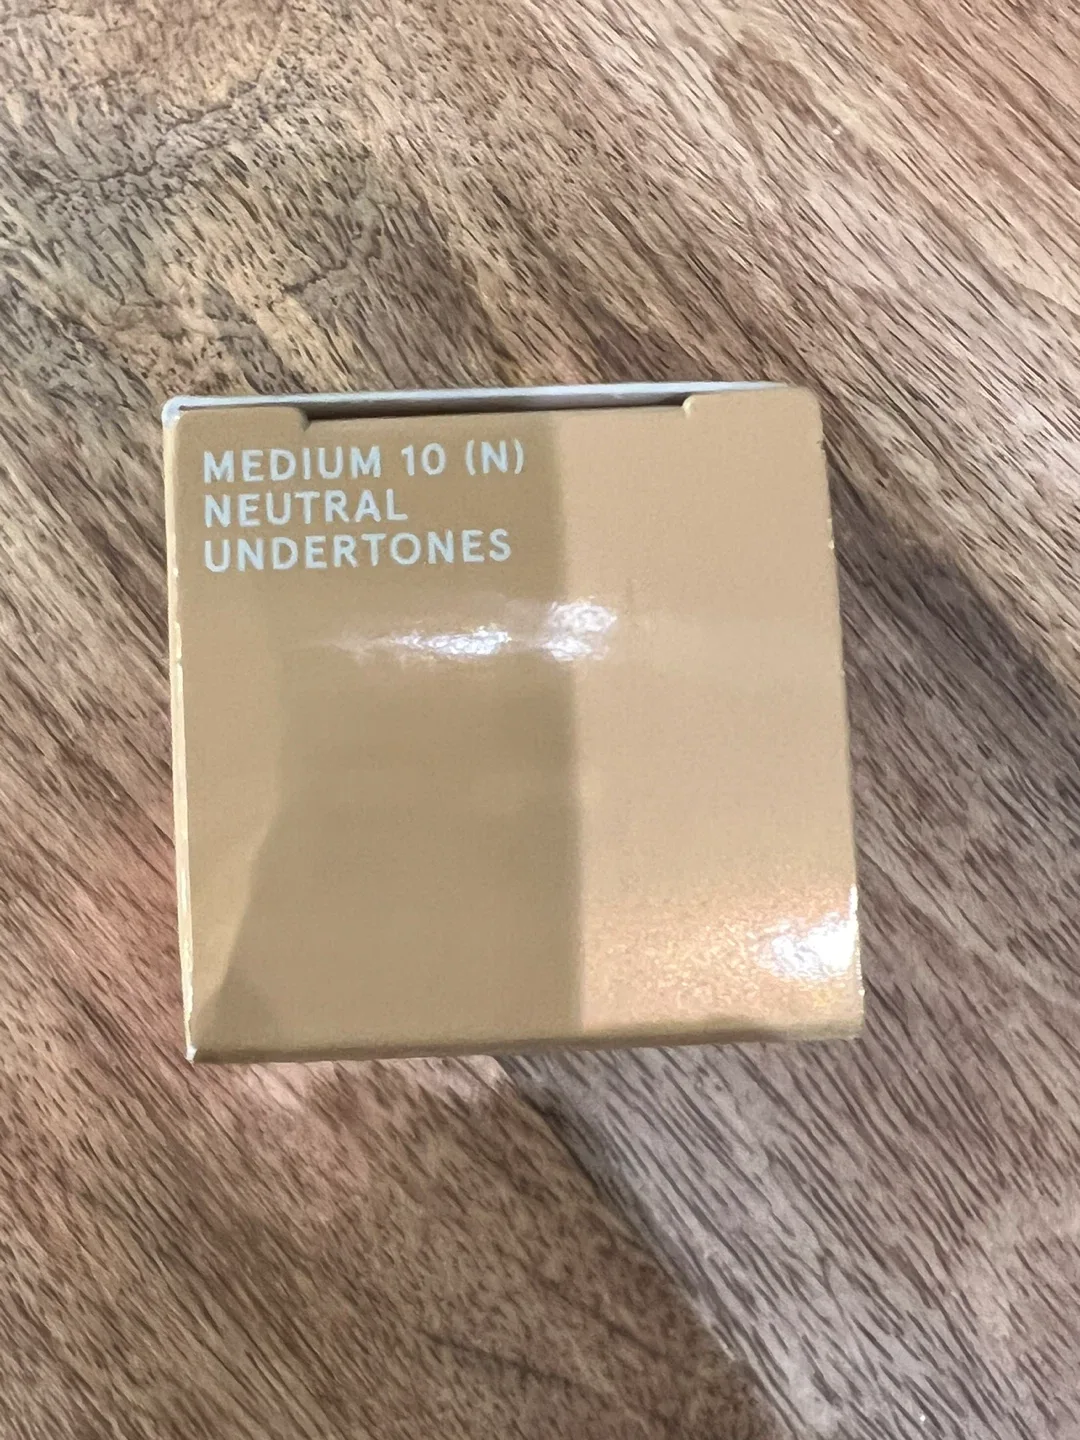 MEDIUM 10 (N)
NEUTRAL
UNDERTONES